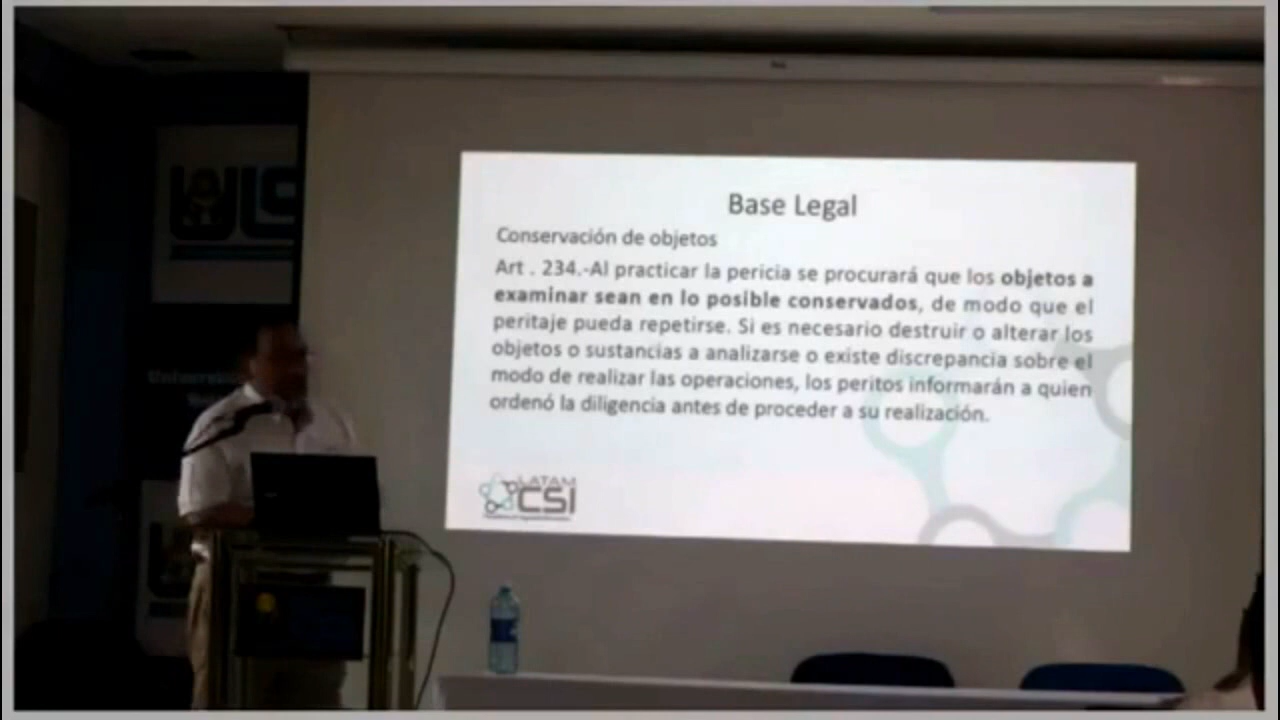 Base Legal
Conservación de objetos
Art . 234.-Al practicar la pericia se procurará que los objetos a
examinar sean en lo posible conservados, de modo que el
peritaje pueda repetirse. Si es necesario destruir o alterar los
objetos o sustancias a analizarse o existe discrepancia sobre el
modo de realizar las operaciones, los peritos informarán a quien
ordenó la diligencia antes de proceder a su realización.
LATAM
CSI